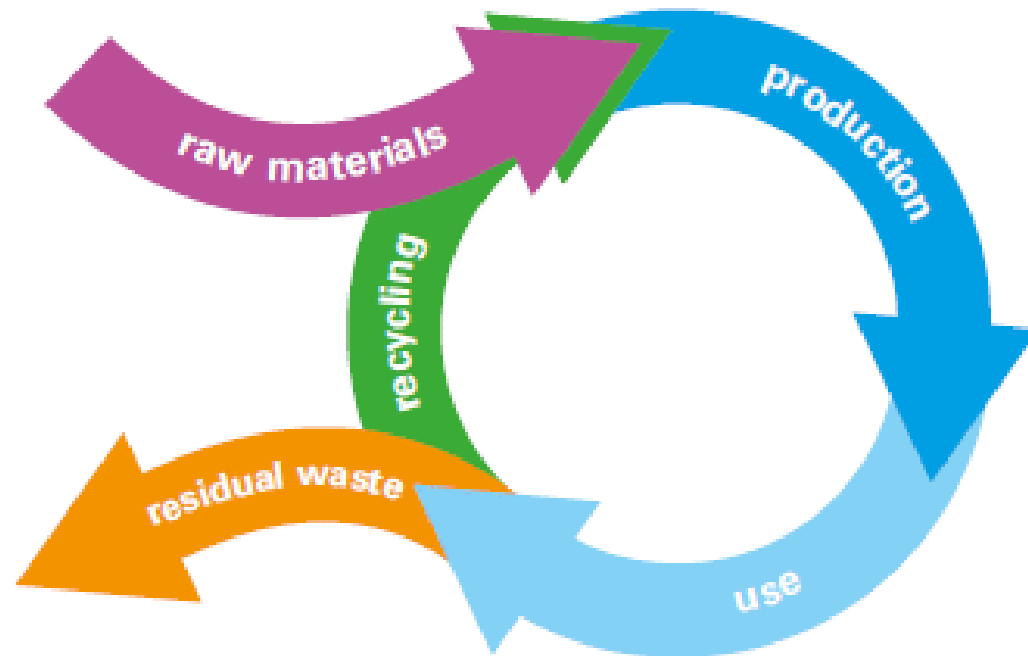 raw materials
production
recycling
residual waste
use